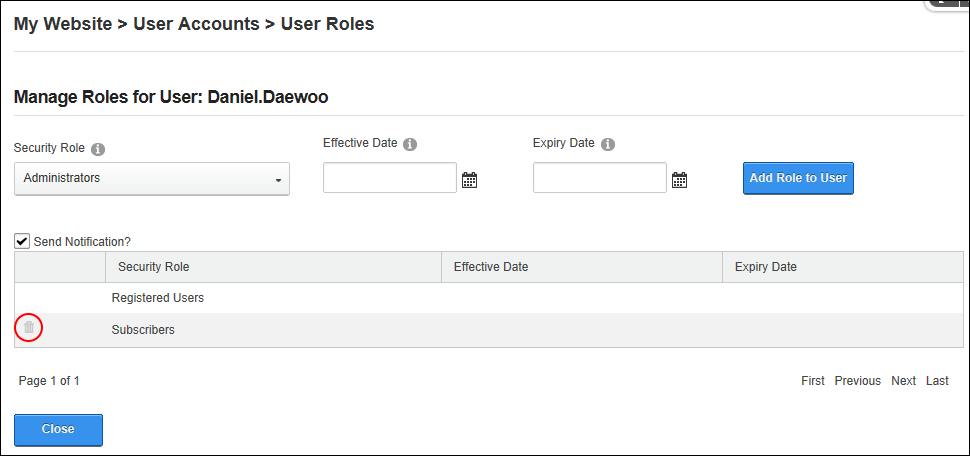 My Website > User Accounts > User Roles
Manage Roles for User: Daniel.Daewoo
Security Role
Effective Date
Expiry Date
Administrators
Add Role to User
Send Notification?
Security Role Effective Date Expiry Date
Registered Users
Subscribers
Page 1 of 1 First Previous Next Last
Close